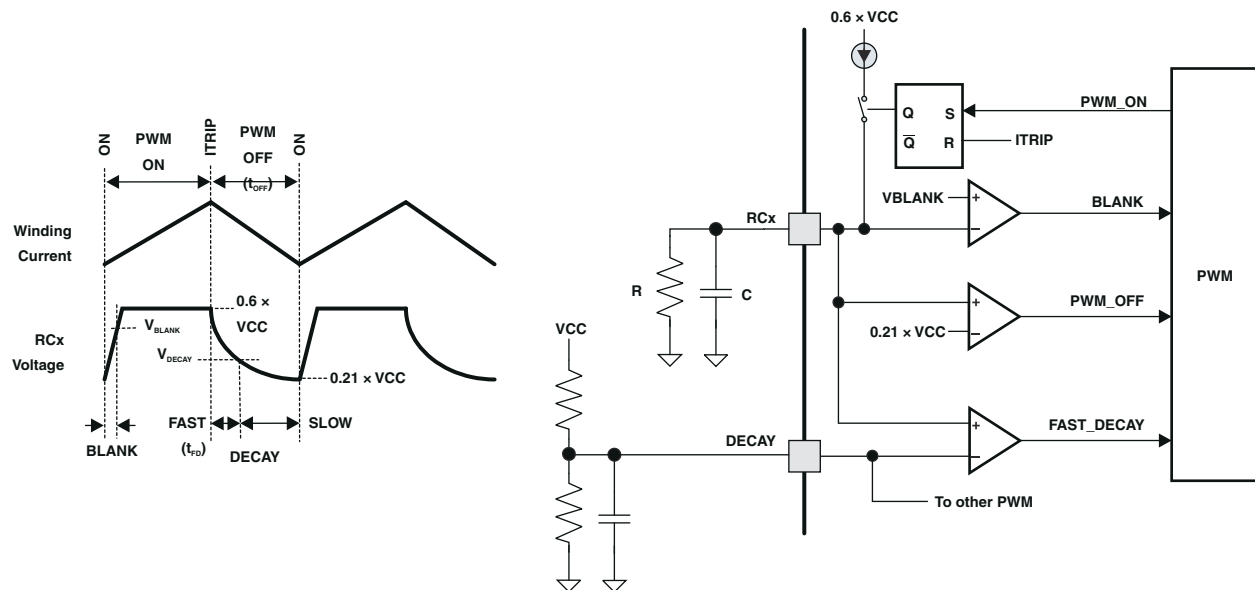 ON
PWM
ON
ITRIP
PWM
OFF
(tOFF)
ON
Winding
Current
RCx
Voltage
0.6 ×
VCC
VBLANK
VDECAY
0.21 × VCC
BLANK
FAST
(tFD)
DECAY
SLOW
0.6 × VCC
Q
S
Q
R
PWM_ON
ITRIP
VBLANK
+
–
BLANK
RCx
R
C
+
–
0.21 × VCC
PWM_OFF
PWM
VCC
DECAY
+
–
FAST_DECAY
To other PWM